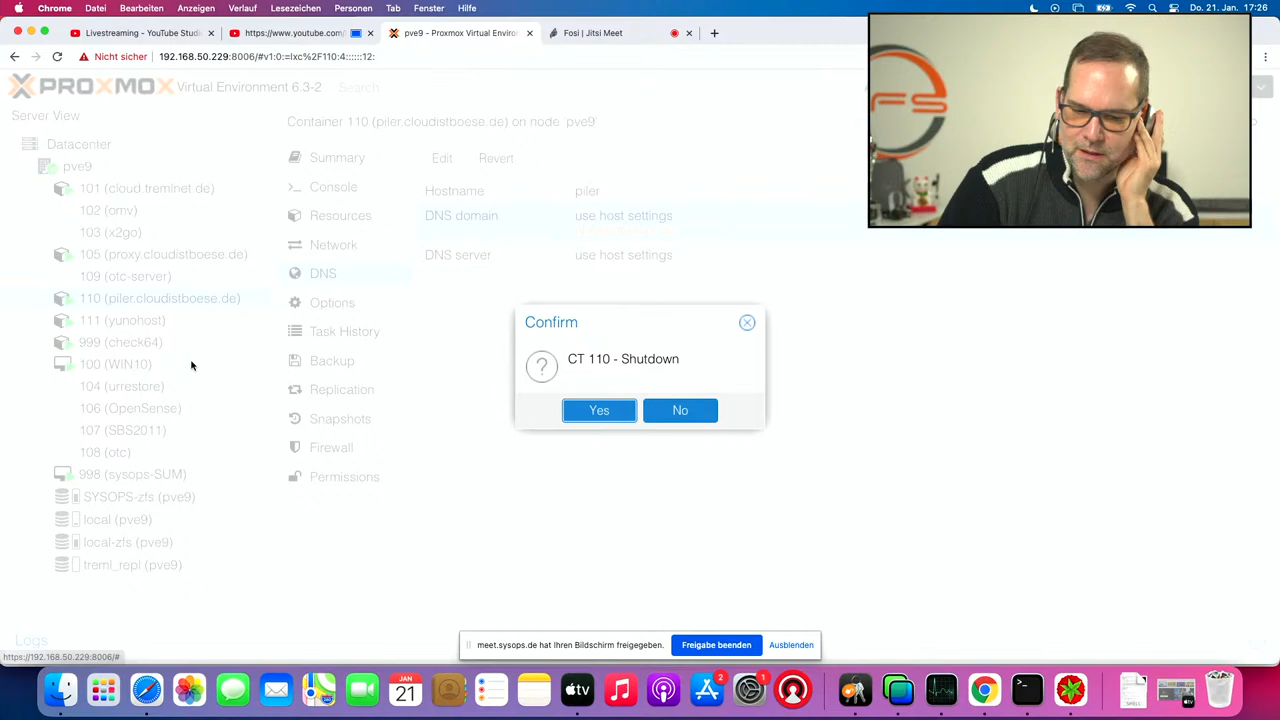 Chrome Datei Bearbeiten Anzeigen Verlauf Lesezeichen Personen Tab Fenster Hilfe
Do. 21. Jan. 17:26
Livestreaming - YouTube Studi
https://www.youtube.com/
pve9 - Proxmox Virtual Enviro
Fosi | Jitsi Meet
Nicht sicher
192.168.50.229:8006/#v1:0:=lxc%2F110:4::::::12:
PROXMOX Virtual Environment 6.3-2 Search
FS
Server View
Container 110 (piler.cloudistboese.de) on node 'pve9'
Datacenter
pve9
101 (cloud.treminet.de)
102 (omv)
103 (x2go)
105 (proxy.cloudistboese.de)
109 (otc-server)
110 (piler.cloudistboese.de)
111 (yunohost)
999 (check64)
100 (WIN10)
104 (urrestore)
106 (OpenSense)
107 (SBS2011)
108 (otc)
998 (sysops-SUM)
SYSOPS-zfs (pve9)
local (pve9)
local-zfs (pve9)
treml_repl (pve9)
Summary
Console
Resources
Network
DNS
Options
Task History
Backup
Replication
Snapshots
Firewall
Permissions
Edit Revert
Hostname piler
DNS domain use host settings
DNS server use host settings
Confirm
?
CT 110 - Shutdown
Yes No
Logs
https://192.168.50.229:8006/#
meet.sysops.de hat Ihren Bildschirm freigegeben.
Freigabe beenden
Ausblenden
JAN
21
tv
2
1
SHELL